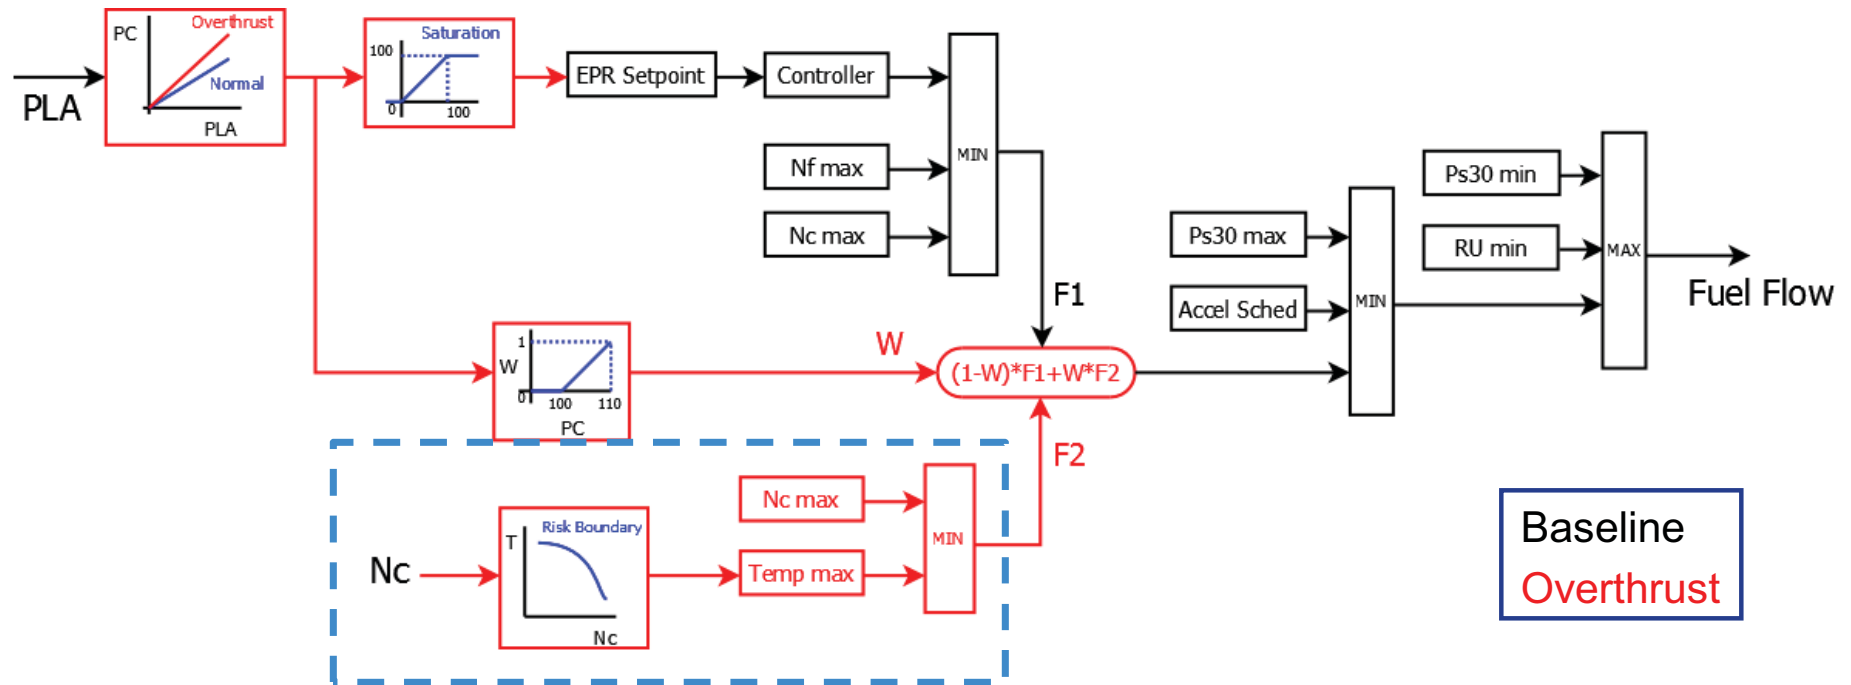 PLA
PC
Overthrust
Normal
PLA
Saturation
100
0
100
EPR Setpoint
Controller
Nf max
Nc max
MIN
F1
W
1
0
100
110
PC
W
(1-W)*F1+W*F2
F2
Nc
T
Risk Boundary
Nc
Nc max
Temp max
MIN
Ps30 max
Accel Sched
MIN
Ps30 min
RU min
MAX
Fuel Flow
Baseline
Overthrust